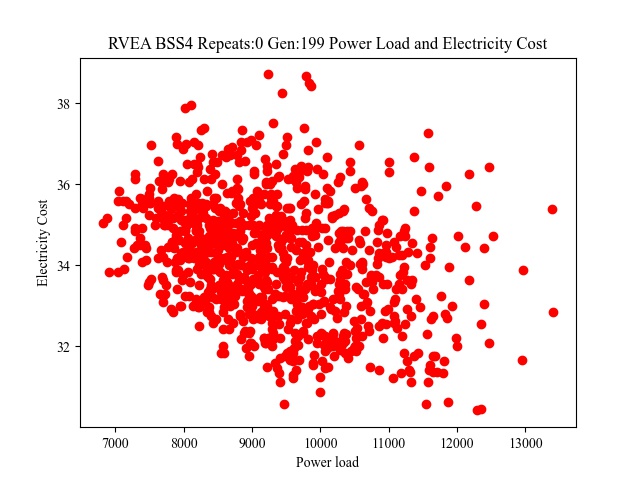 RVEA BSS4 Repeats:0 Gen:199 Power Load and Electricity Cost
Electricity Cost
38
36
34
32
7000 8000 9000 10000 11000 12000 13000
Power load